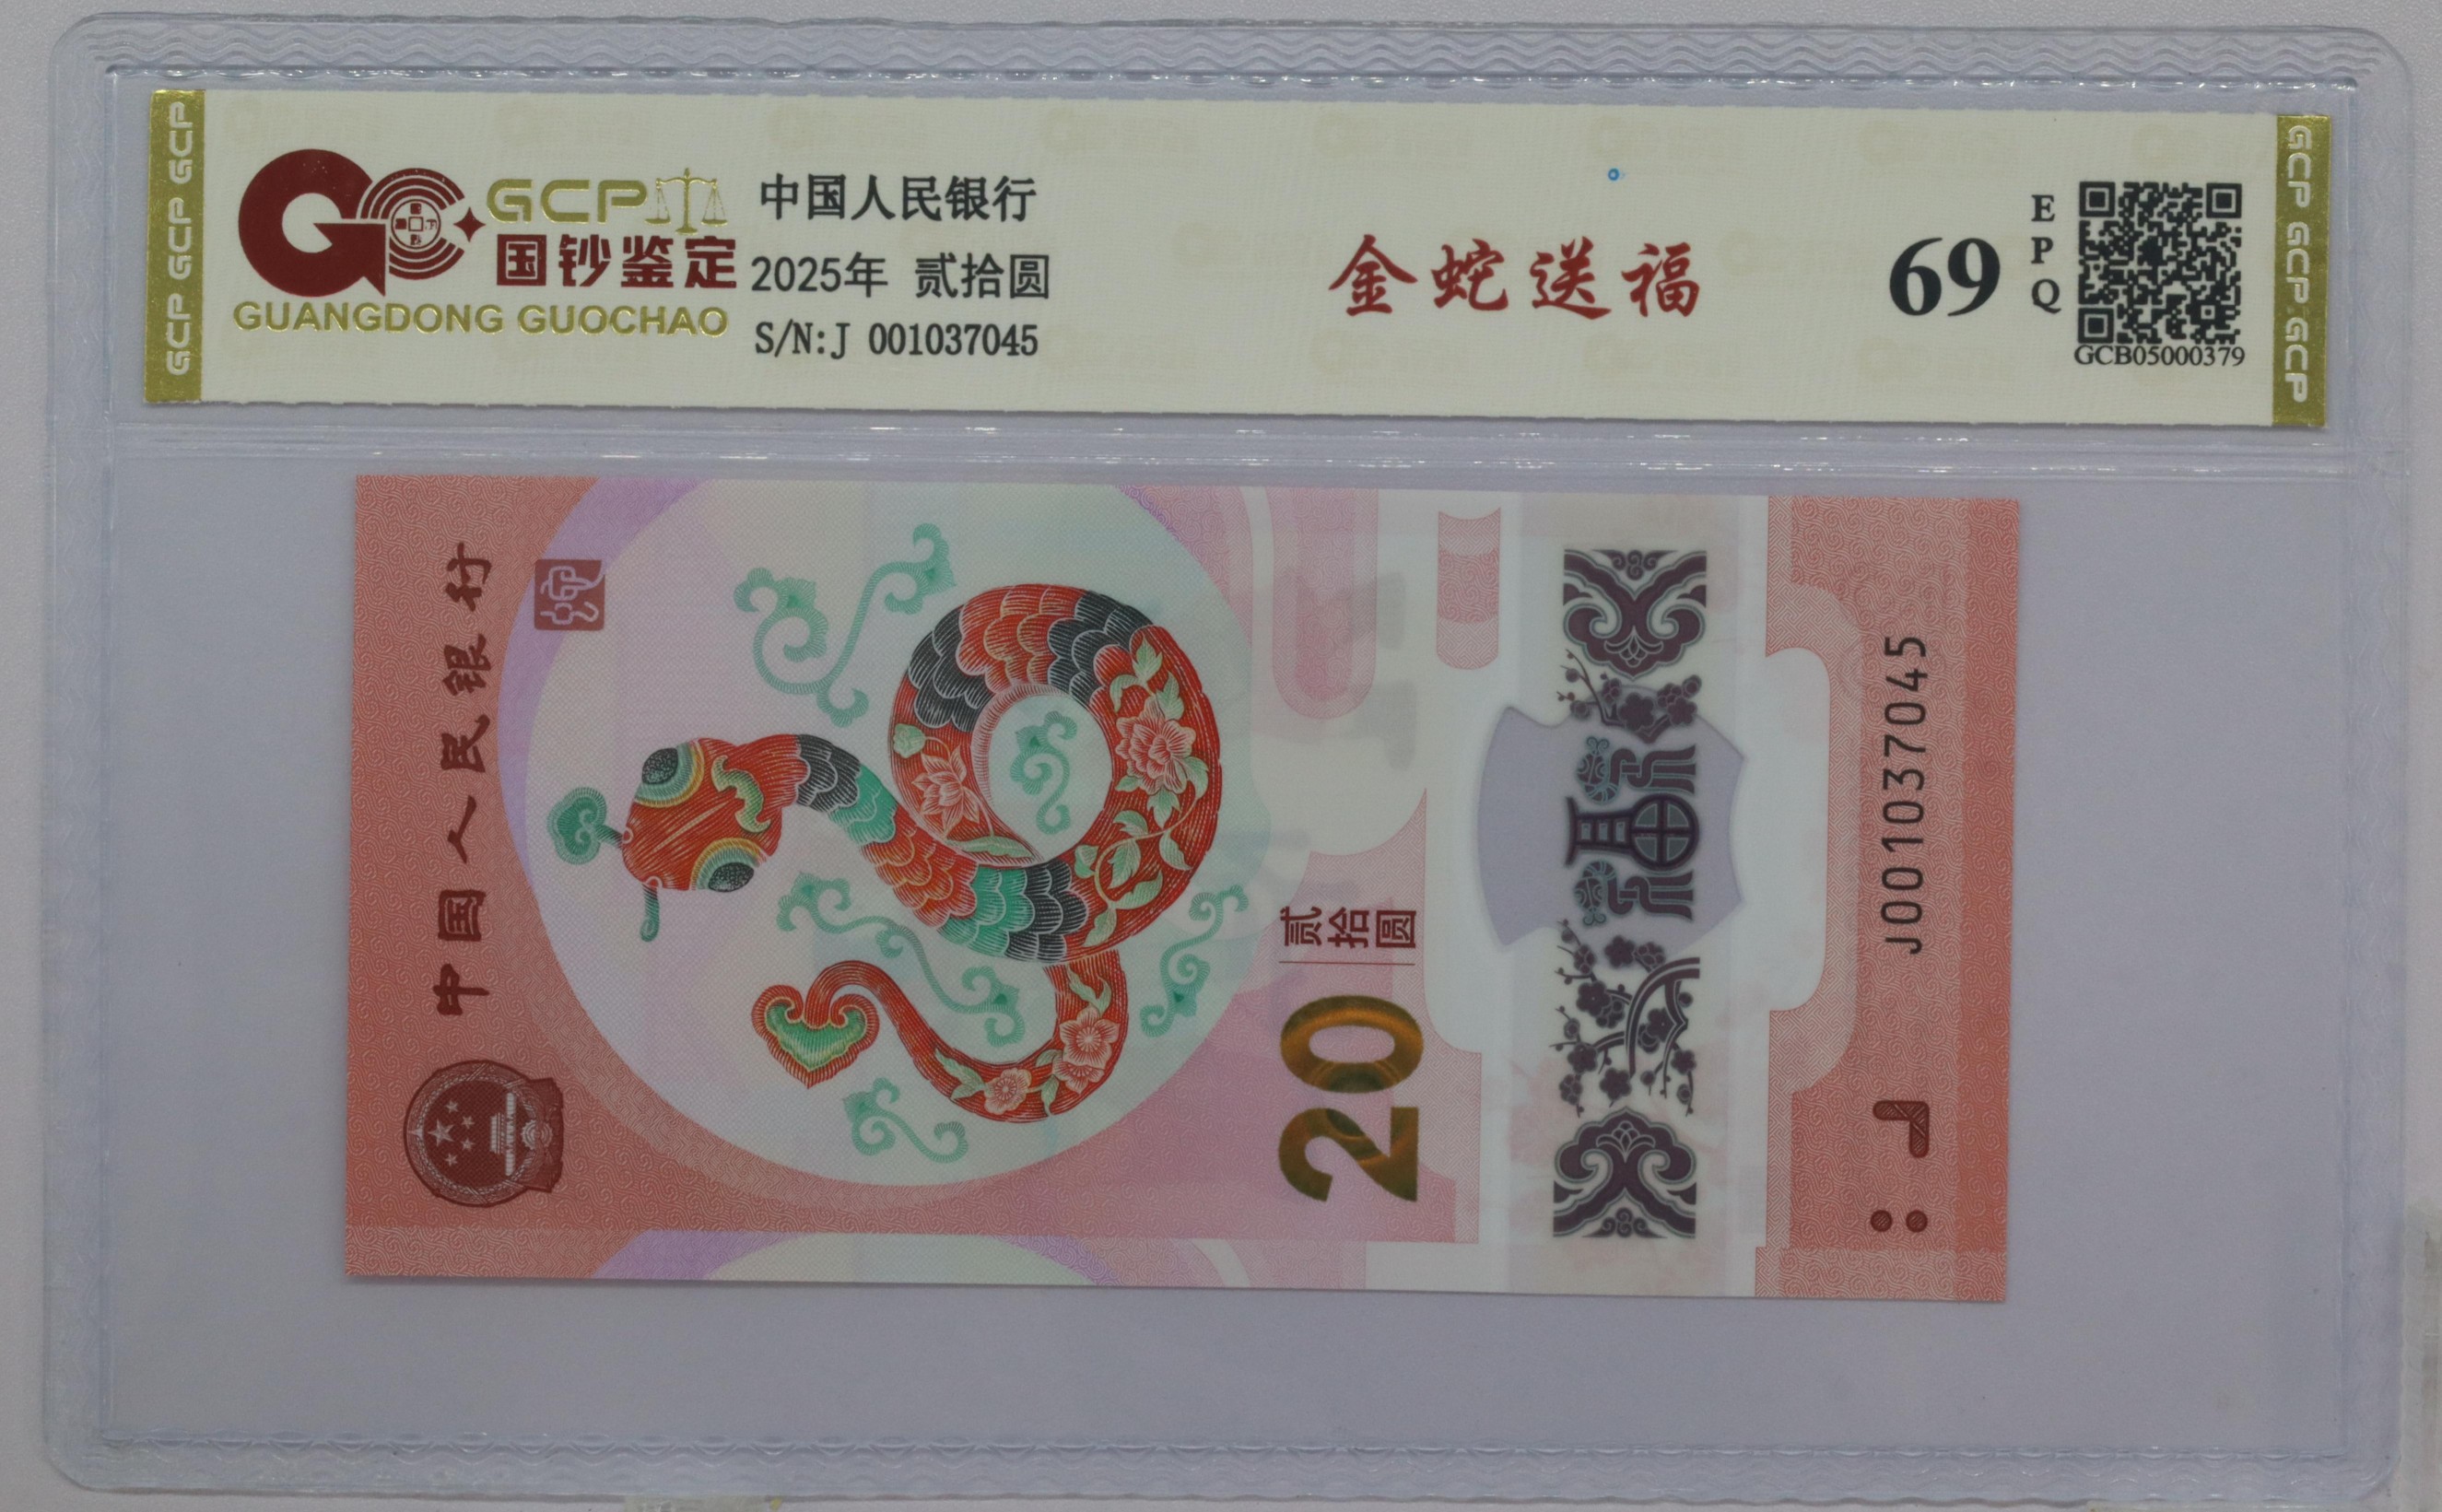 GCP GCP GCP
GCP
国钞鉴定
GUANGDONG GUOCHAO
中国人民银行
2025年 贰拾圆
S/N:J 001037045
金蛇送福
69
EPQ
GCB05000379
GCP GCP GCP
中国人民银行
20
贰拾圆
福
J001037045